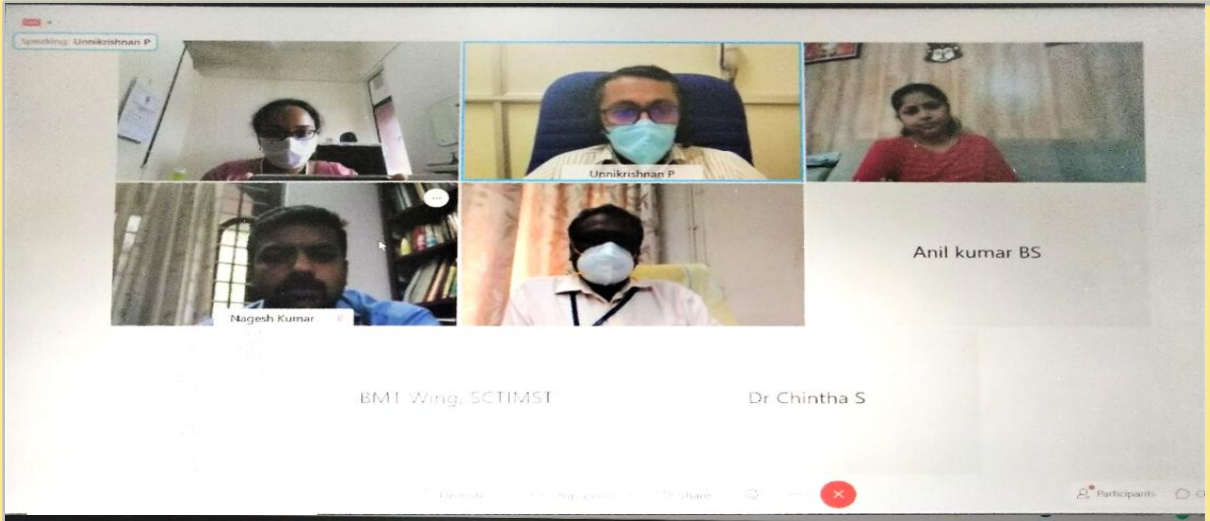 Speaking: Unnikrishnan P
Unnikrishnan P
Nagesh Kumar
Anil kumar BS
BMT Wing, SCTIMST
Dr Chintha S
Share
Participants